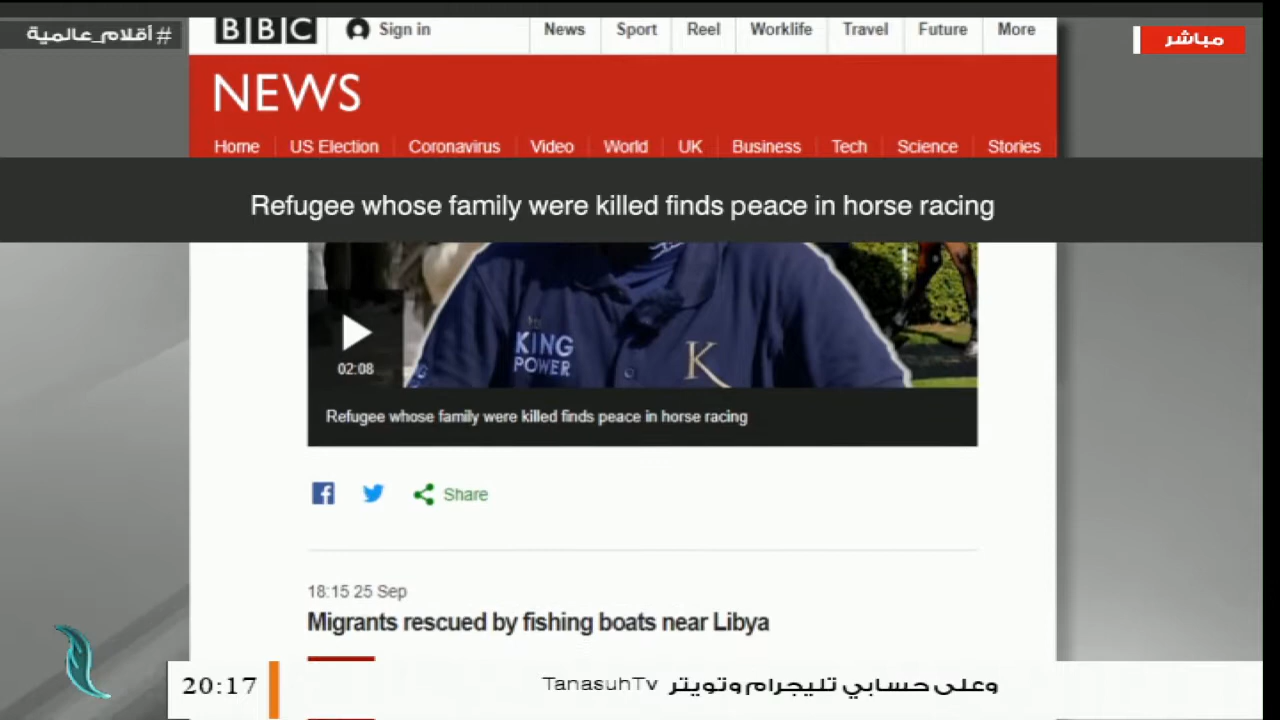 #أقلام_عالمية
BBC
Sign in
News
Sport
Reel
Worklife
Travel
Future
More
مباشر
NEWS
Home
US Election
Coronavirus
Video
World
UK
Business
Tech
Science
Stories
Refugee whose family were killed finds peace in horse racing
KING
POWER
K
02:08
Refugee whose family were killed finds peace in horse racing
Share
18:15 25 Sep
Migrants rescued by fishing boats near Libya
20:17
وعلى حسابي تليجرام وتويتر TanasuhTv